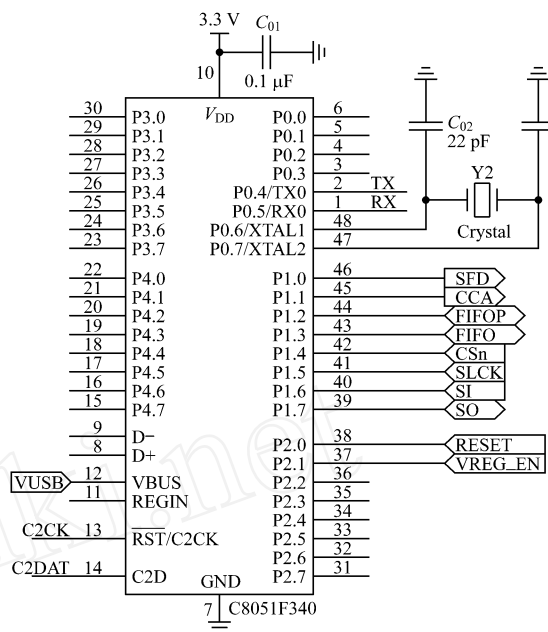 3.3 V
C01
0.1 μF
10
VDD
30 P3.0 P0.0 6
29 P3.1 P0.1 5
28 P3.2 P0.2 4
27 P3.3 P0.3 3
26 P3.4 P0.4/TX0 2 TX
25 P3.5 P0.5/RX0 1 RX
24 P3.6 P0.6/XTAL1 48
23 P3.7 P0.7/XTAL2 47
C02
22 pF
Y2
Crystal
22 P4.0 P1.0 46 SFD
21 P4.1 P1.1 45 CCA
20 P4.2 P1.2 44 FIFOP
19 P4.3 P1.3 43 FIFO
18 P4.4 P1.4 42 CSn
17 P4.5 P1.5 41 SLCK
16 P4.6 P1.6 40 SI
15 P4.7 P1.7 39 SO
9 D−
8 D+
P2.0 38 RESET
P2.1 37 VREG_EN
VUSB 12 VBUS P2.2 36
11 REGIN P2.3 35
P2.4 34
C2CK 13 RST/C2CK P2.5 33
P2.6 32
C2DAT 14 C2D P2.7 31
GND
7 C8051F340